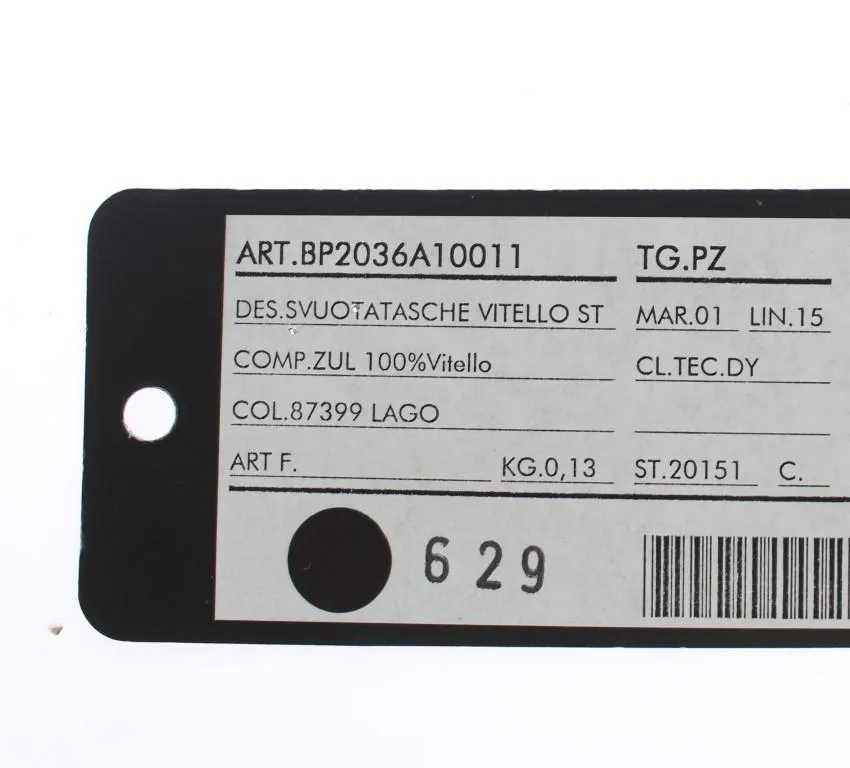 ART.BP2036A10011 TG.PZ
DES.SVUOTATASCHE VITELLO ST MAR.01 LIN.15
COMP.ZUL 100%Vitello CL.TEC.DY
COL.87399 LAGO
ART F. KG.0,13 ST.20151 C.
629